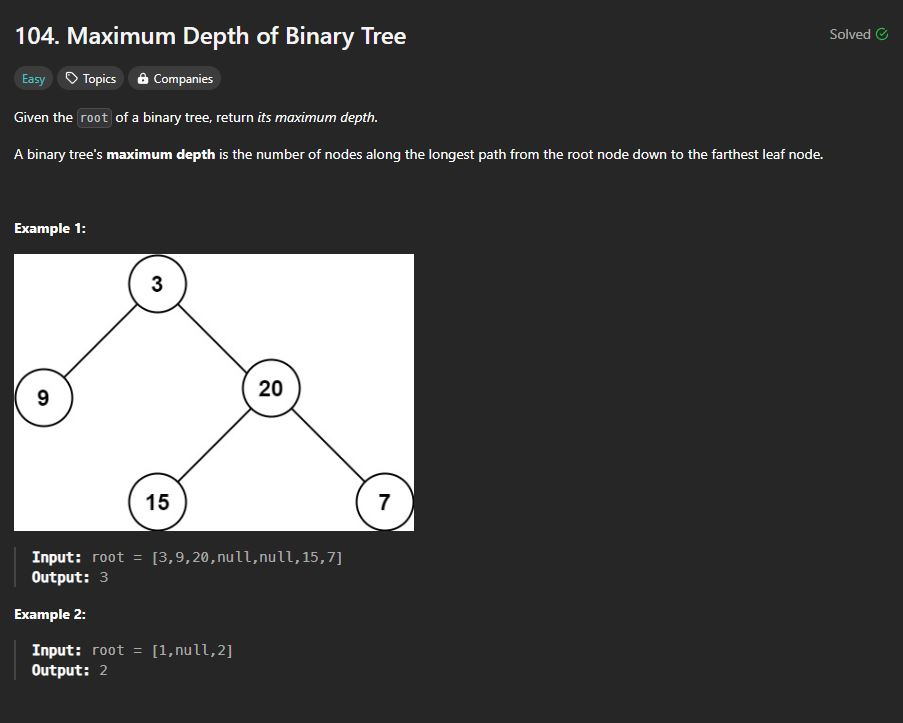 104. Maximum Depth of Binary Tree
Solved
Easy Topics Companies
Given the root of a binary tree, return its maximum depth.
A binary tree's maximum depth is the number of nodes along the longest path from the root node down to the farthest leaf node.
Example 1:
3
9
20
15
7
Input: root = [3,9,20,null,null,15,7]
Output: 3
Example 2:
Input: root = [1,null,2]
Output: 2